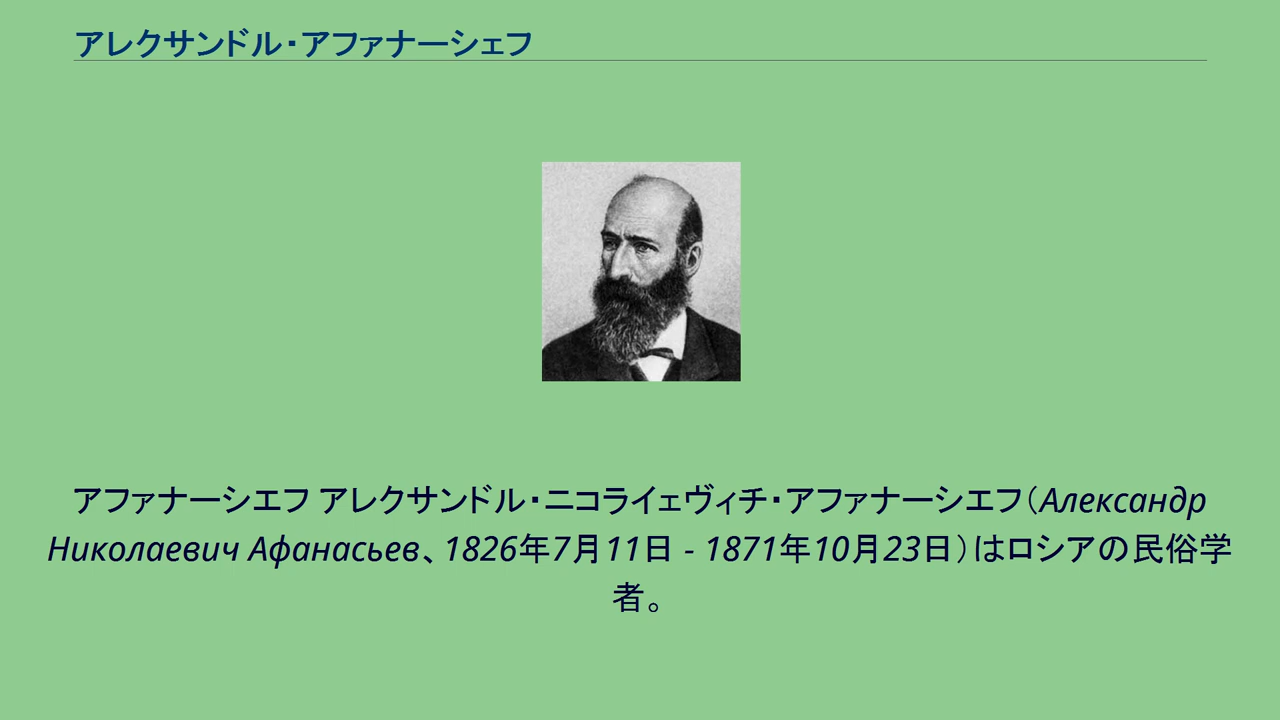 アレクサンドル・アファナーシェフ
アファナーシエフ アレクサンドル・ニコライェヴィチ・アファナーシエフ（Александр
Николаевич Афанасьев、1826年7月11日 - 1871年10月23日）はロシアの民俗学
者。